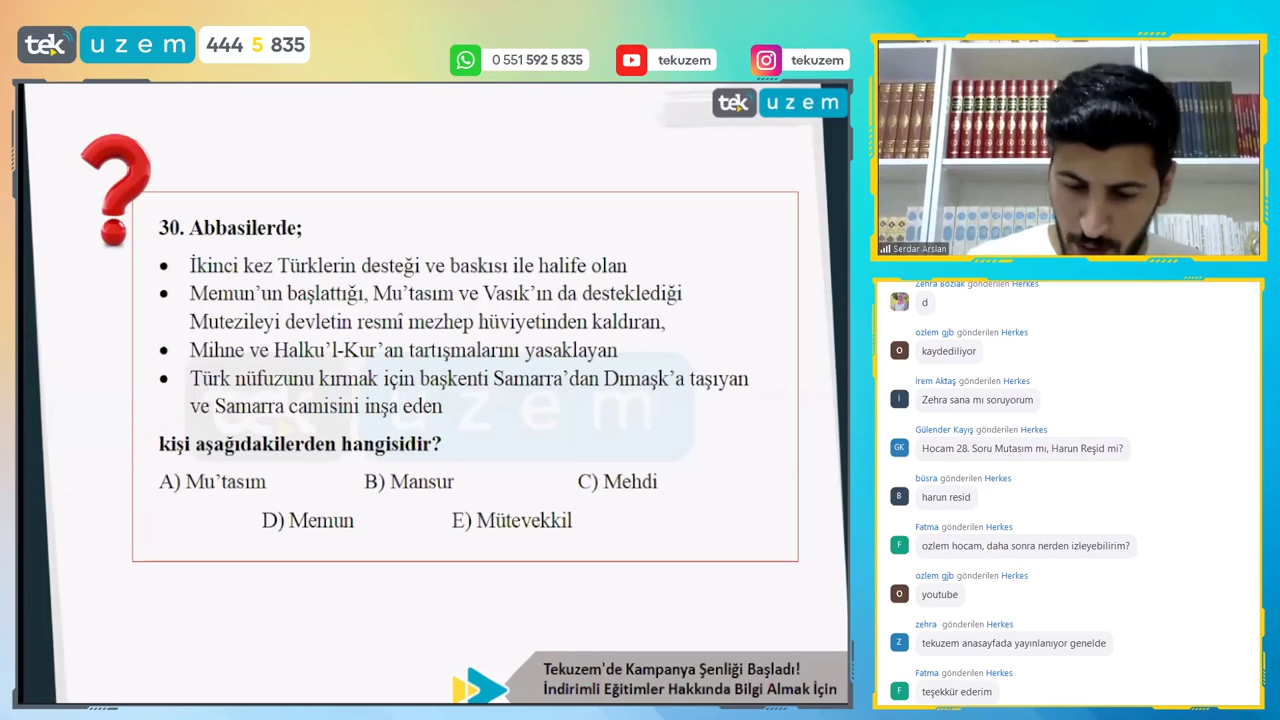 tek uzem 444 5 835
0 551 592 5 835
tekuzem
tekuzem
tek uzem
30. Abbasilerde;
• İkinci kez Türklerin desteği ve baskısı ile halife olan
• Memun’un başlattığı, Mu’tasım ve Vasık’ın da desteklediği
Mutezileyi devletin resmî mezhep hüviyetinden kaldıran,
• Mihne ve Halku’l-Kur’an tartışmalarını yasaklayan
• Türk nüfuzunu kırmak için başkenti Samarra’dan Dımaşk’a taşıyan
ve Samarra camisini inşa eden
uzem
kişi aşağıdakilerden hangisidir?
A) Mu’tasım B) Mansur C) Mehdi
D) Memun E) Mütevekkil
Tekuzem'de Kampanya Şenliği Başladı!
İndirimli Eğitimler Hakkında Bilgi Almak İçin
Serdar Arslan
Zehra Bozlak gönderilen Herkes
d
ozlem gjb gönderilen Herkes
O kaydediliyor
İrem Aktaş gönderilen Herkes
İ Zehra sana mı soruyorum
Gülender Kayış gönderilen Herkes
GK Hocam 28. Soru Mutasım mı, Harun Reşid mi?
büsra gönderilen Herkes
B harun resid
Fatma gönderilen Herkes
F ozlem hocam, daha sonra nerden izleyebilirim?
ozlem gjb gönderilen Herkes
O youtube
zehra gönderilen Herkes
Z tekuzem anasayfada yayınlanıyor genelde
Fatma gönderilen Herkes
F teşekkür ederim